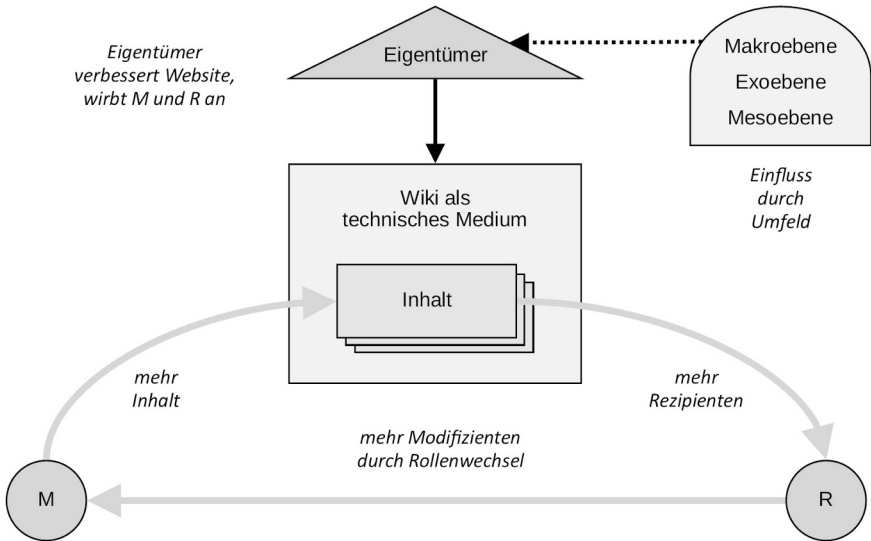 Eigentümer
verbessert Website,
wirbt M und R an
Eigentümer
Makroebene
Exoebene
Mesoebene
Einfluss
durch
Umfeld
Wiki als
technisches Medium
Inhalt
mehr
Inhalt
mehr
Rezipienten
mehr Modifizienten
durch Rollenwechsel
M
R